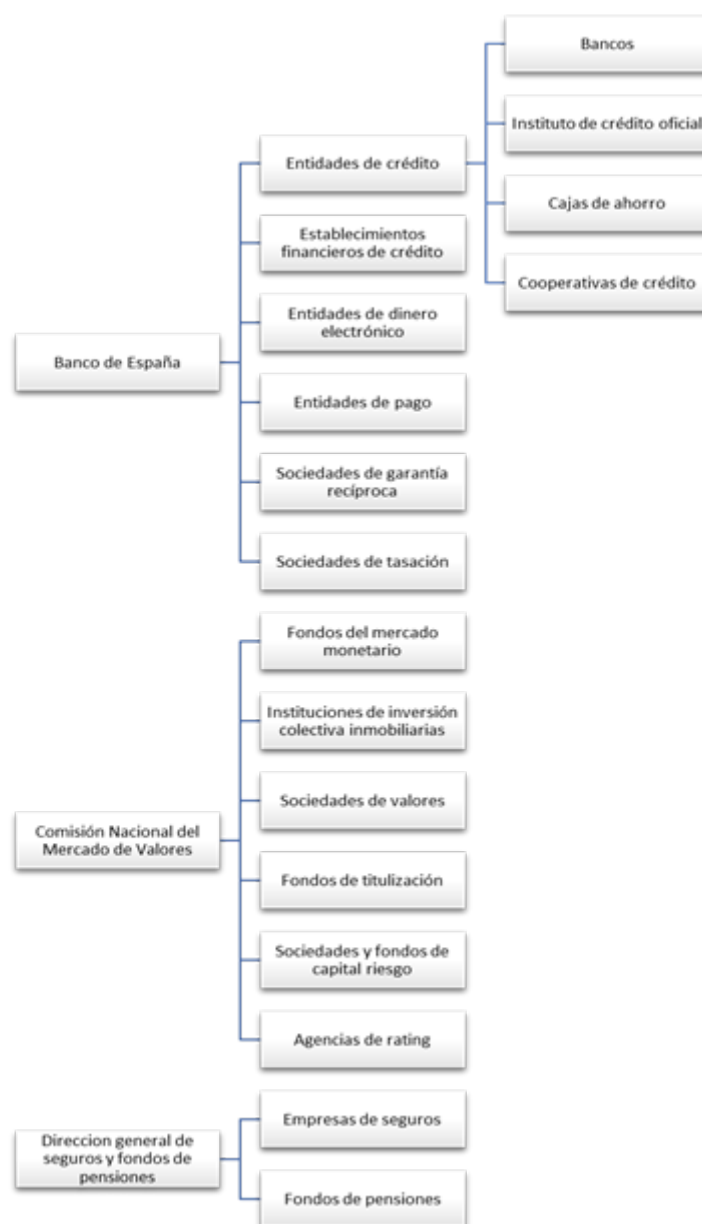 Banco de España
Entidades de crédito
Bancos
Instituto de crédito oficial
Cajas de ahorro
Cooperativas de crédito
Establecimientos
financieros de crédito
Entidades de dinero
electrónico
Entidades de pago
Sociedades de garantía
recíproca
Sociedades de tasación
Comisión Nacional del
Mercado de Valores
Fondos del mercado
monetario
Instituciones de inversión
colectiva inmobiliarias
Sociedades de valores
Fondos de titulización
Sociedades y fondos de
capital riesgo
Agencias de rating
Direccion general de
seguros y fondos de
pensiones
Empresas de seguros
Fondos de pensiones